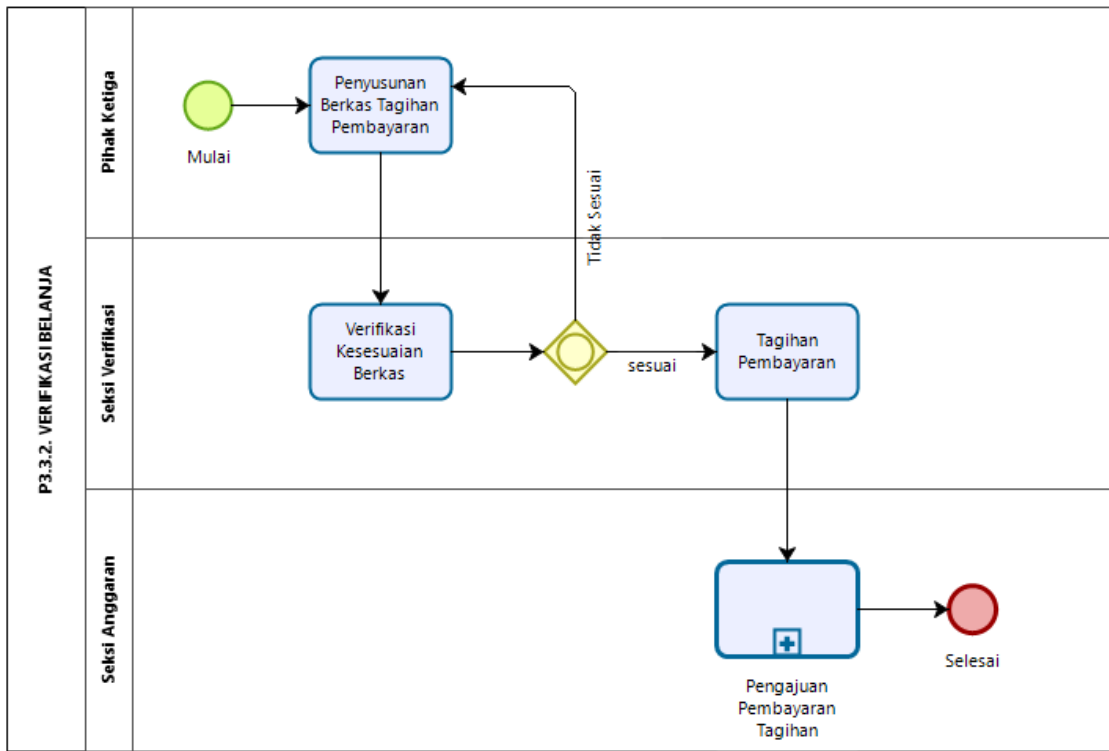 P3.3.2. VERIFIKASI BELANJA
Pihak Ketiga
Mulai
Penyusunan
Berkas Tagihan
Pembayaran
Tidak Sesuai
Seksi Verifikasi
Verifikasi
Kesesuaian
Berkas
sesuai
Tagihan
Pembayaran
Seksi Anggaran
Pengajuan
Pembayaran
Tagihan
Selesai